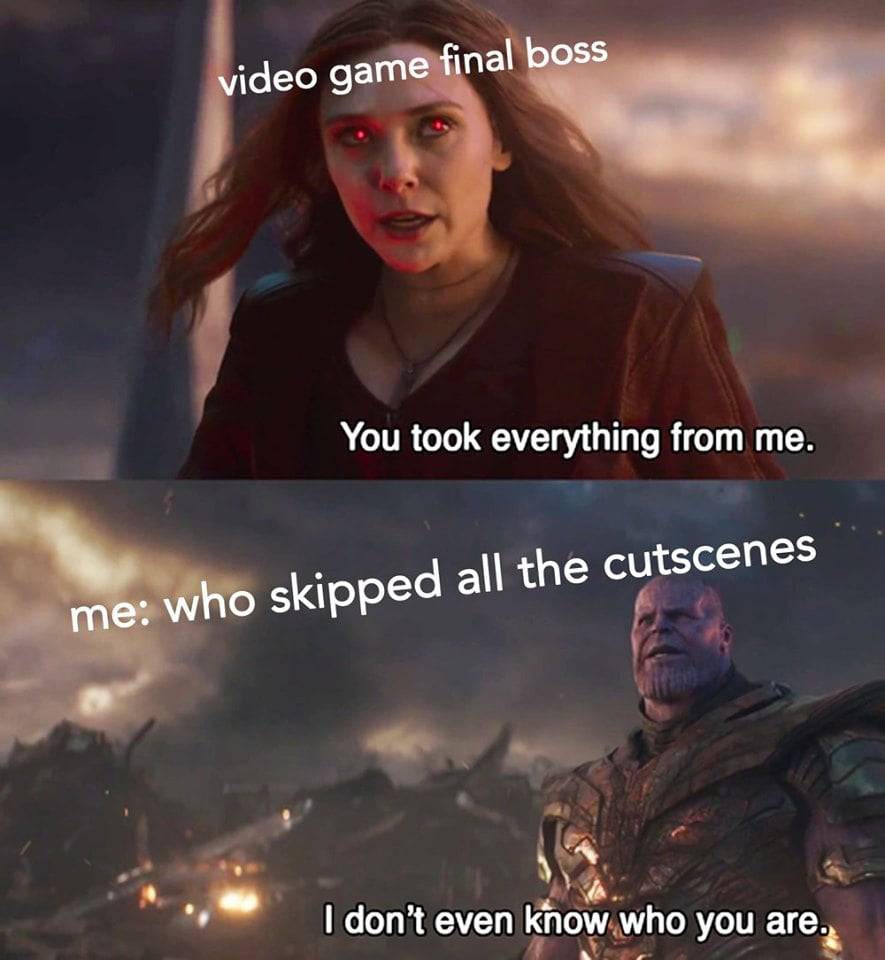 video game final boss
You took everything from me.
me: who skipped all the cutscenes
I don't even know who you are.